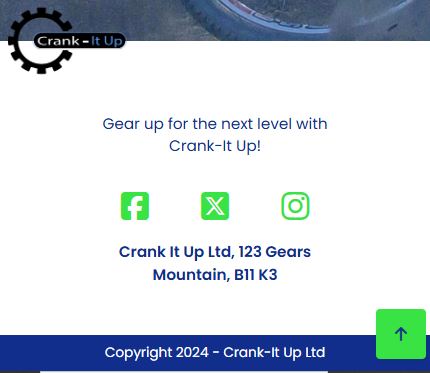 Crank-It Up
Gear up for the next level with
Crank-It Up!
Crank It Up Ltd, 123 Gears
Mountain, B11 K3
Copyright 2024 - Crank-It Up Ltd